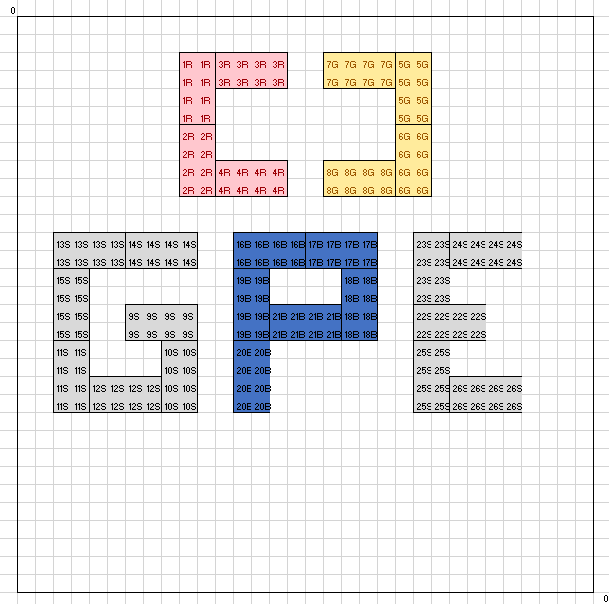 0
1R 1R 3R 3R 3R 3R 7G 7G 7G 7G 5G 5G
1R 1R 3R 3R 3R 3R 7G 7G 7G 7G 5G 5G
1R 1R 5G 5G
1R 1R 5G 5G
2R 2R 6G 6G
2R 2R 6G 6G
2R 2R 4R 4R 4R 4R 8G 8G 8G 8G 6G 6G
2R 2R 4R 4R 4R 4R 8G 8G 8G 8G 6G 6G
13S 13S 13S 13S 14S 14S 14S 14S 16B 16B 16B 16B 17B 17B 17B 17B 23S 23S 24S 24S 24S 24S
13S 13S 13S 13S 14S 14S 14S 14S 16B 16B 16B 16B 17B 17B 17B 17B 23S 23S 24S 24S 24S 24S
15S 15S 19B 19B 18B 18B 23S 23S
15S 15S 19B 19B 18B 18B 23S 23S
15S 15S 9S 9S 9S 9S 19B 19B 21B 21B 21B 21B 18B 18B 22S 22S 22S 22S
15S 15S 9S 9S 9S 9S 19B 19B 21B 21B 21B 21B 18B 18B 22S 22S 22S 22S
11S 11S 10S 10S 20B 20B 25S 25S
11S 11S 10S 10S 20B 20B 25S 25S
11S 11S 12S 12S 12S 12S 10S 10S 20B 20B 25S 25S 26S 26S 26S 26S
11S 11S 12S 12S 12S 12S 10S 10S 20B 20B 25S 25S 26S 26S 26S 26S
0